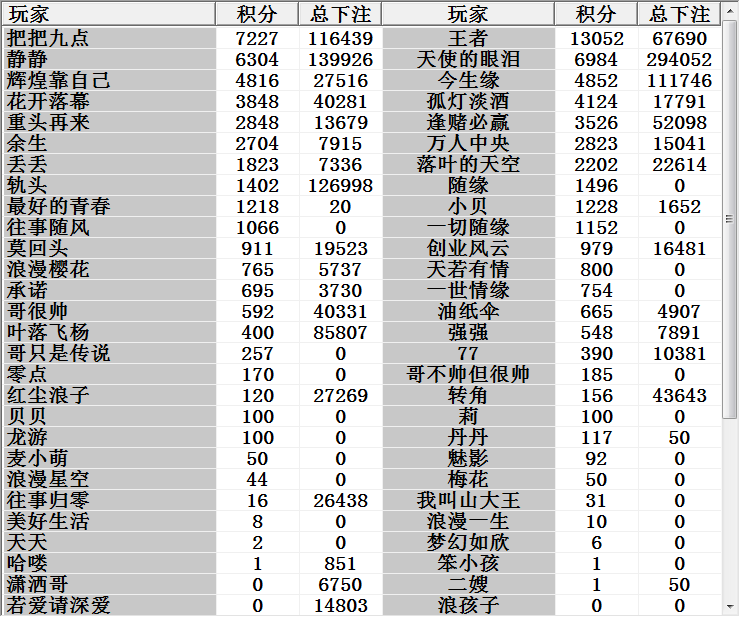 玩家 积分 总下注 玩家 积分 总下注
把把九点 7227 116439 王者 13052 67690
静静 6304 139926 天使的眼泪 6984 294052
辉煌靠自己 4816 27516 今生缘 4852 111746
花开落幕 3848 40281 孤灯淡酒 4124 17791
重头再来 2848 13679 逢赌必赢 3526 52098
余生 2704 7915 万人中央 2823 15041
丢丢 1823 7336 落叶的天空 2202 22614
轨头 1402 126998 随缘 1496 0
最好的青春 1218 20 小贝 1228 1652
往事随风 1066 0 一切随缘 1152 0
莫回头 911 19523 创业风云 979 16481
浪漫樱花 765 5737 天若有情 800 0
承诺 695 3730 一世情缘 754 0
哥很帅 592 40331 油纸伞 665 4907
叶落飞杨 400 85807 强强 548 7891
哥只是传说 257 0 77 390 10381
零点 170 0 哥不帅但很帅 185 0
红尘浪子 120 27269 转角 156 43643
贝贝 100 0 莉 100 0
龙游 100 0 丹丹 117 50
麦小萌 50 0 魅影 92 0
浪漫星空 44 0 梅花 50 0
往事归零 16 26438 我叫山大王 31 0
美好生活 8 0 浪漫一生 10 0
天天 2 0 梦幻如欣 6 0
哈喽 1 851 笨小孩 1 0
潇洒哥 0 6750 二嫂 1 50
若爱请深爱 0 14803 浪孩子 0 0